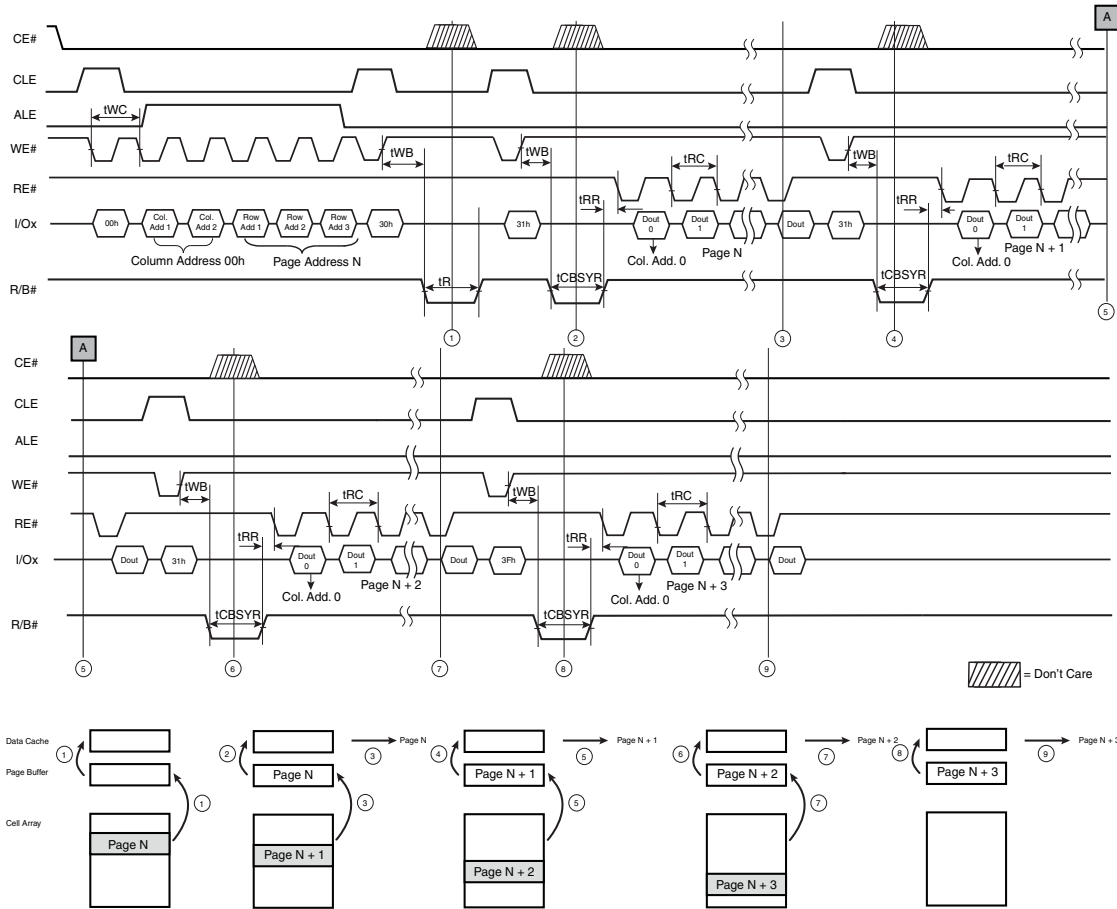 A
CE#
CLE
tWC
ALE
WE#
tWB
tWB
tRC
tWB
tRC
RE#
tRR
tRR
I/Ox
00h
Col. Add 1
Col. Add 2
Row Add 1
Row Add 2
Row Add 3
30h
31h
Dout 0
Dout 1
Dout
31h
Dout 0
Dout 1
Column Address 00h
Page Address N
Page N
Page N + 1
Col. Add. 0
Col. Add. 0
R/B#
tR
tCBSYR
tCBSYR
1
2
3
4
5
A
CE#
CLE
ALE
WE#
tWB
tRC
tWB
tRC
RE#
tRR
tRR
I/Ox
Dout
31h
Dout 0
Dout 1
Dout
3Fh
Dout 0
Dout 1
Dout
Page N + 2
Page N + 3
Col. Add. 0
Col. Add. 0
R/B#
tCBSYR
tCBSYR
5
6
7
8
9
= Don't Care
Data Cache
1
2
3
Page N
4
5
Page N + 1
6
7
Page N + 2
8
9
Page N + 3
Page Buffer
1
Page N
3
Page N + 1
5
Page N + 2
7
Page N + 3
Cell Array
Page N
Page N + 1
Page N + 2
Page N + 3